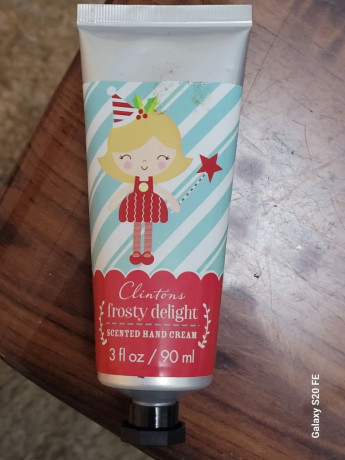 Clintons
frosty delight
SCENTED HAND CREAM
3 fl oz / 90 ml
Galaxy S20 FE